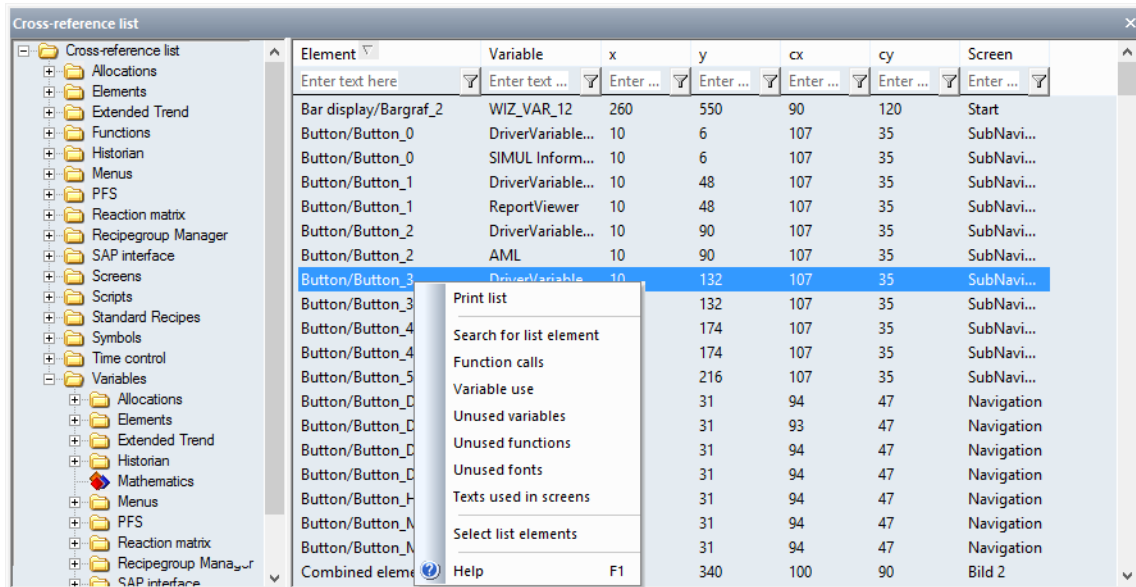 Cross-reference list
Cross-reference list
Allocations
Elements
Extended Trend
Functions
Historian
Menus
PFS
Reaction matrix
Recipegroup Manager
SAP interface
Screens
Scripts
Standard Recipes
Symbols
Time control
Variables
Allocations
Elements
Extended Trend
Historian
Mathematics
Menus
PFS
Reaction matrix
Recipegroup Manager
SAP interface
Element Variable x y cx cy Screen
Enter text here Enter text ... Enter ... Enter ... Enter ... Enter ... Enter ...
Bar display/Bargraf_2 WIZ_VAR_12 260 550 90 120 Start
Button/Button_0 DriverVariable... 10 6 107 35 SubNavi...
Button/Button_0 SIMUL Inform... 10 6 107 35 SubNavi...
Button/Button_1 DriverVariable... 10 48 107 35 SubNavi...
Button/Button_1 ReportViewer 10 48 107 35 SubNavi...
Button/Button_2 DriverVariable... 10 90 107 35 SubNavi...
Button/Button_2 AML 10 90 107 35 SubNavi...
Button/Button_3 DriverVariable 10 132 107 35 SubNavi...
Button/Button_3 132 107 35 SubNavi...
Button/Button_4 174 107 35 SubNavi...
Button/Button_4 174 107 35 SubNavi...
Button/Button_5 216 107 35 SubNavi...
Button/Button_D 31 94 47 Navigation
Button/Button_D 31 93 47 Navigation
Button/Button_D 31 94 47 Navigation
Button/Button_D 31 94 47 Navigation
Button/Button_H 31 94 47 Navigation
Button/Button_N 31 94 47 Navigation
Button/Button_N 31 94 47 Navigation
Combined eleme 340 100 90 Bild 2
Print list
Search for list element
Function calls
Variable use
Unused variables
Unused functions
Unused fonts
Texts used in screens
Select list elements
Help F1